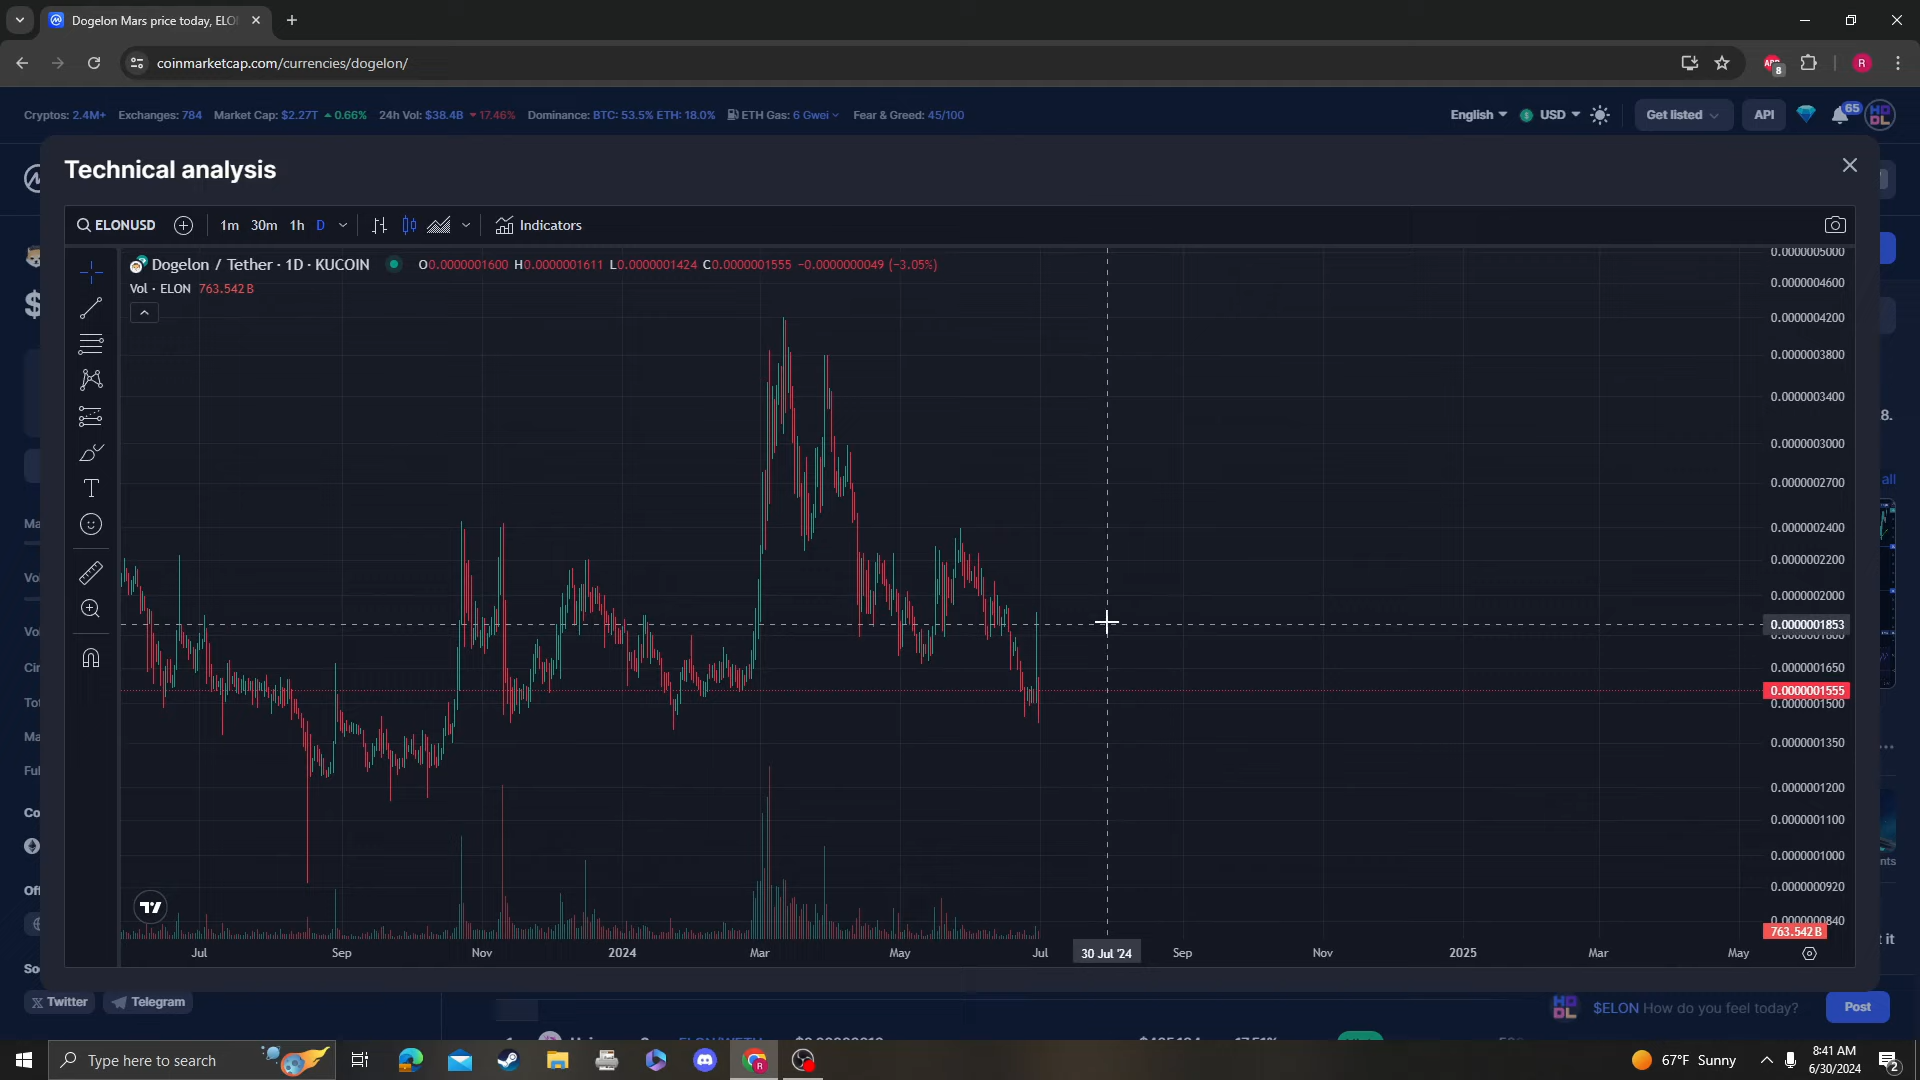 Dogelon Mars price today, ELO
coinmarketcap.com/currencies/dogelon/
8
R
Cryptos: 2.4M+ Exchanges: 784 Market Cap: $2.27T 0.66% 24h Vol: $38.4B 17.46% Dominance: BTC: 53.5% ETH: 18.0% ETH Gas: 6 Gwei Fear & Greed: 45/100
English USD Get listed API 65
Technical analysis
ELONUSD 1m 30m 1h D Indicators
Dogelon / Tether · 1D · KUCOIN O0.0000001600 H0.0000001611 L0.0000001424 C0.0000001555 −0.0000000049 (−3.05%)
Vol · ELON 763.542B
0.0000005000
0.0000004600
0.0000004200
0.0000003800
0.0000003400
0.0000003000
0.0000002700
0.0000002400
0.0000002200
0.0000002000
0.0000001853
0.0000001800
0.0000001650
0.0000001555
0.0000001500
0.0000001350
0.0000001200
0.0000001100
0.0000001000
0.0000000920
0.0000000840
763.542B
Jul Sep Nov 2024 Mar May Jul 30 Jul '24 Sep Nov 2025 Mar May
Twitter Telegram
$ELON How do you feel today? Post
Type here to search
67°F Sunny
8:41 AM
6/30/2024
2